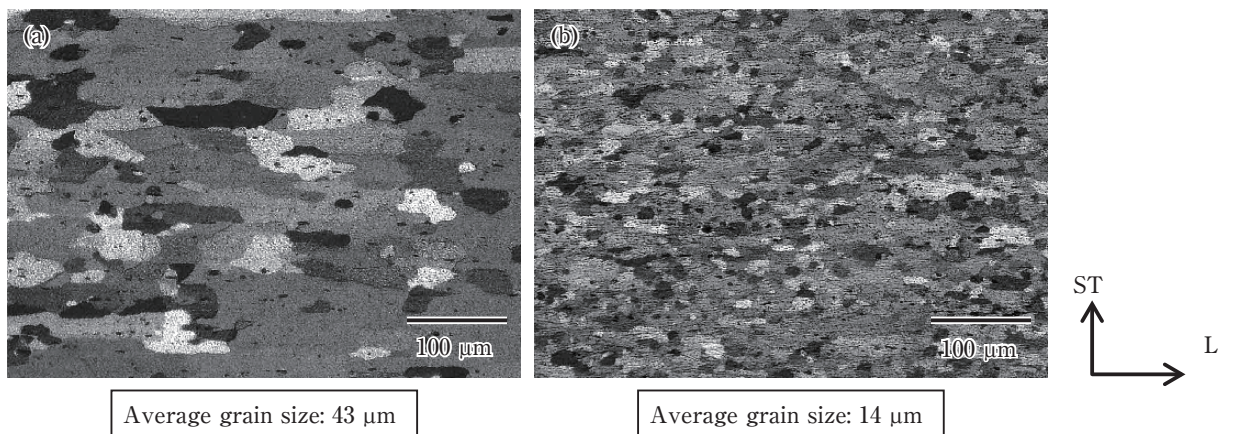 (a)
(b)
100 μm
100 μm
ST
L
Average grain size: 43 μm
Average grain size: 14 μm